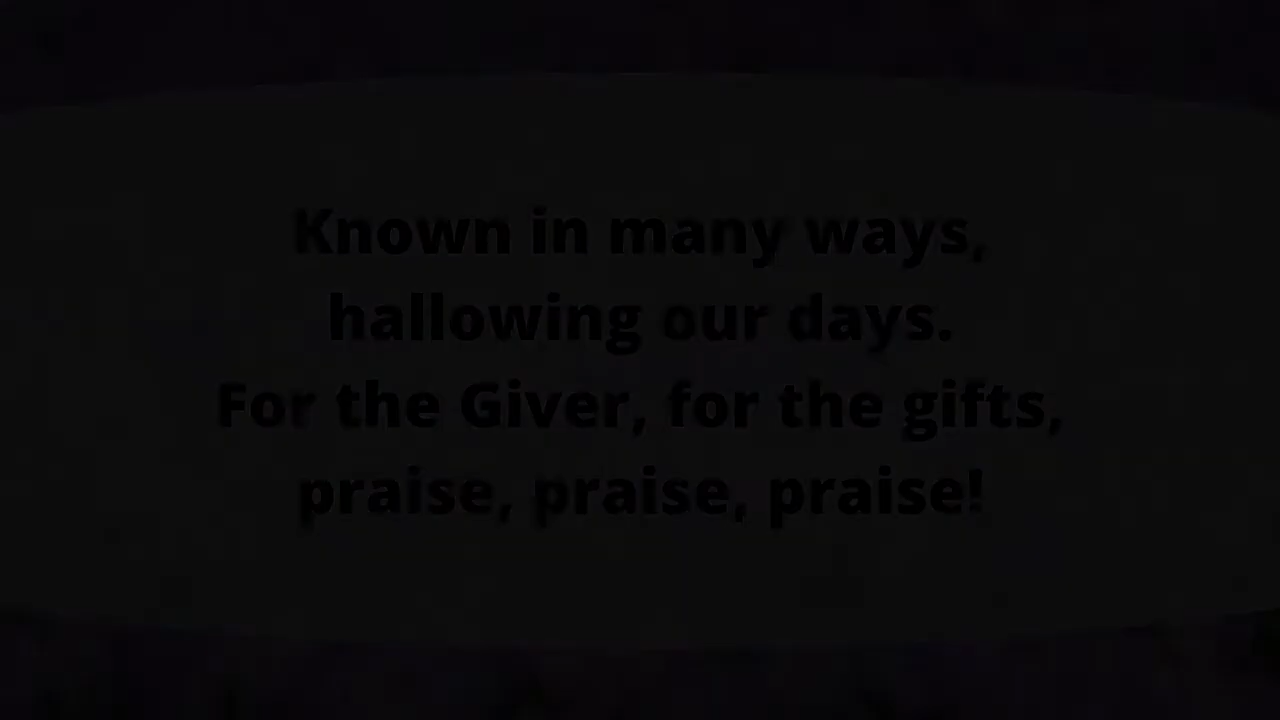 Known in many ways,
hallowing our days.
For the Giver, for the gifts,
praise, praise, praise!